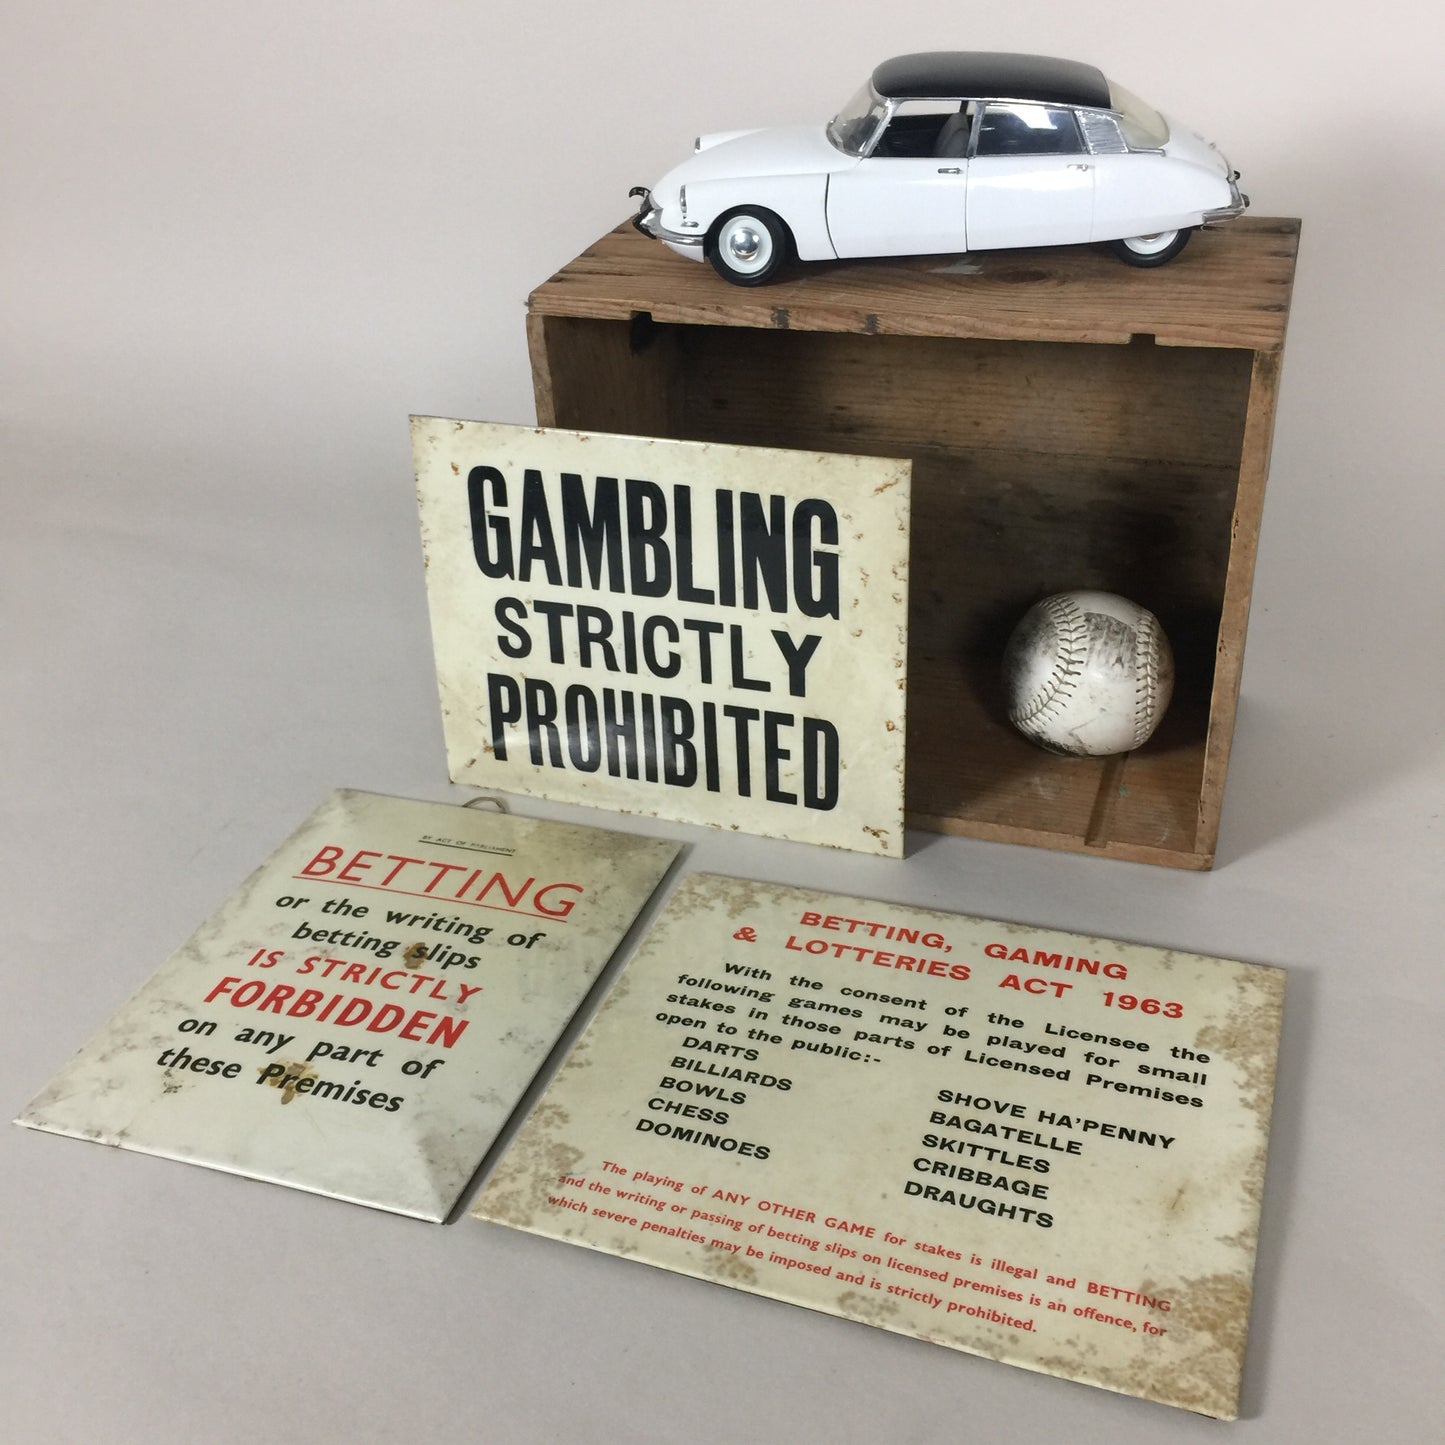 GAMBLING
STRICTLY
PROHIBITED
BY ACT OF PARLIAMENT
BETTING
or the writing of
betting slips
IS STRICTLY
FORBIDDEN
on any part of
these Premises
BETTING, GAMING
& LOTTERIES ACT 1963
With the consent of the Licensee the
following games may be played for small
stakes in those parts of Licensed Premises
open to the public:-
DARTS
BILLIARDS
BOWLS
CHESS
DOMINOES
SHOVE HA'PENNY
BAGATELLE
SKITTLES
CRIBBAGE
DRAUGHTS
The playing of ANY OTHER GAME for stakes is illegal and BETTING
and the writing or passing of betting slips on licensed premises is an offence, for
which severe penalties may be imposed and is strictly prohibited.